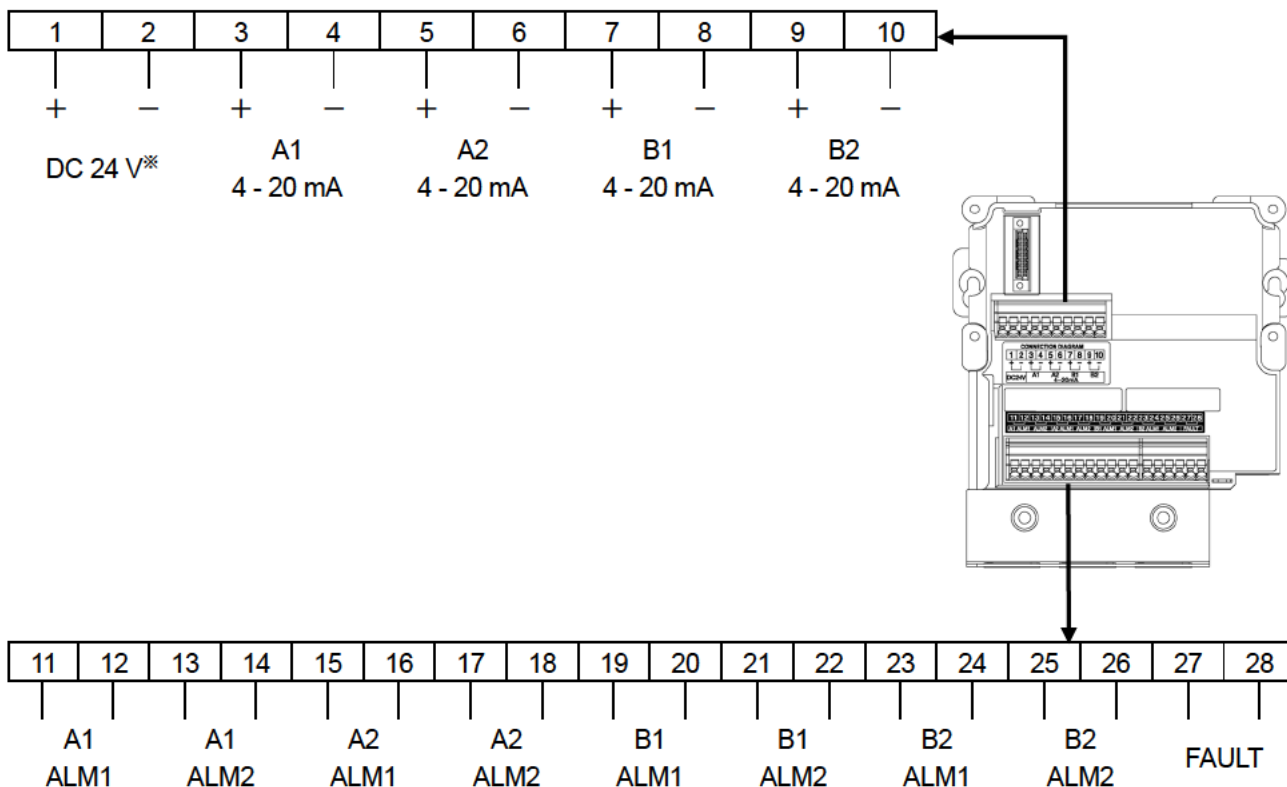 1 2 3 4 5 6 7 8 9 10
+ − + − + − + − + −
DC 24 V※
A1 A2 B1 B2
4 - 20 mA 4 - 20 mA 4 - 20 mA 4 - 20 mA
CONNECTION DIAGRAM
1 2 3 4 5 6 7 8 9 10
+ − + − + − + − + −
DC24V A1 A2 B1 B2
4-20mA
11 12 13 14 15 16 17 18 19 20 21 22 23 24 25 26 27 28
A1 A1 A2 A2 B1 B1 B2 B2
ALM1 ALM2 ALM1 ALM2 ALM1 ALM2 ALM1 ALM2
FAULT